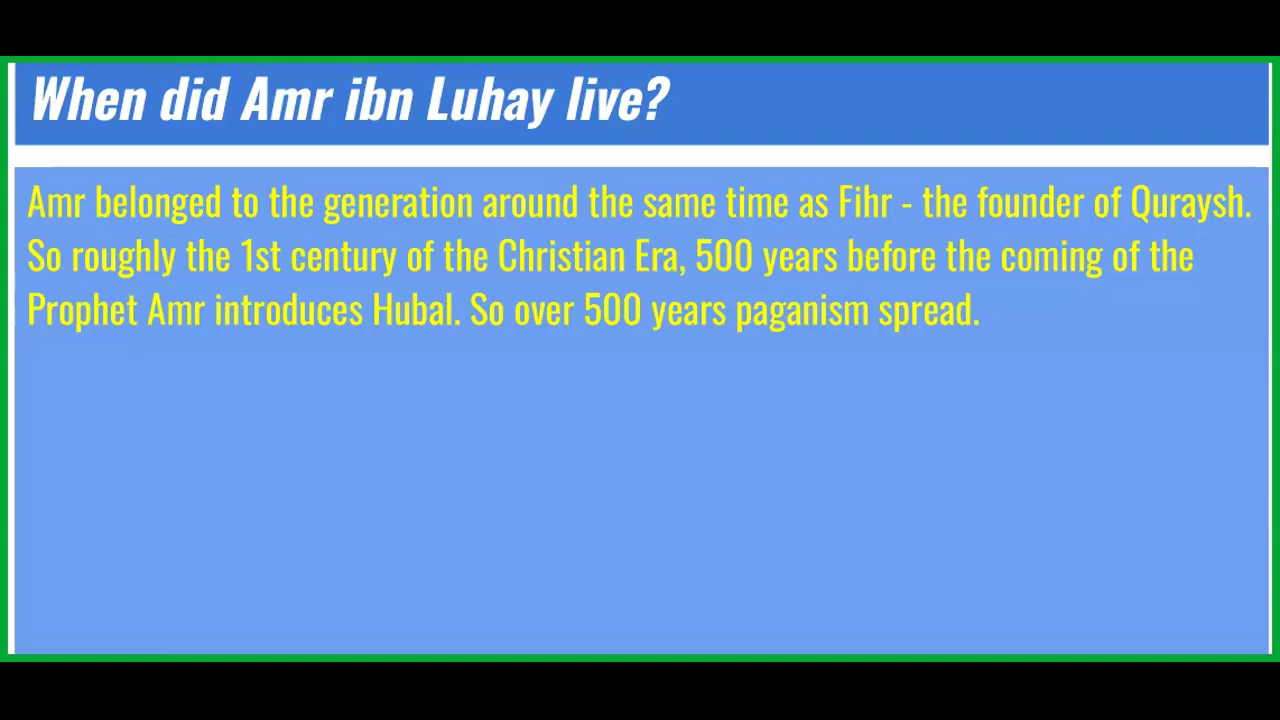 When did Amr ibn Luhay live?
Amr belonged to the generation around the same time as Fihr - the founder of Quraysh.
So roughly the 1st century of the Christian Era, 500 years before the coming of the
Prophet Amr introduces Hubal. So over 500 years paganism spread.